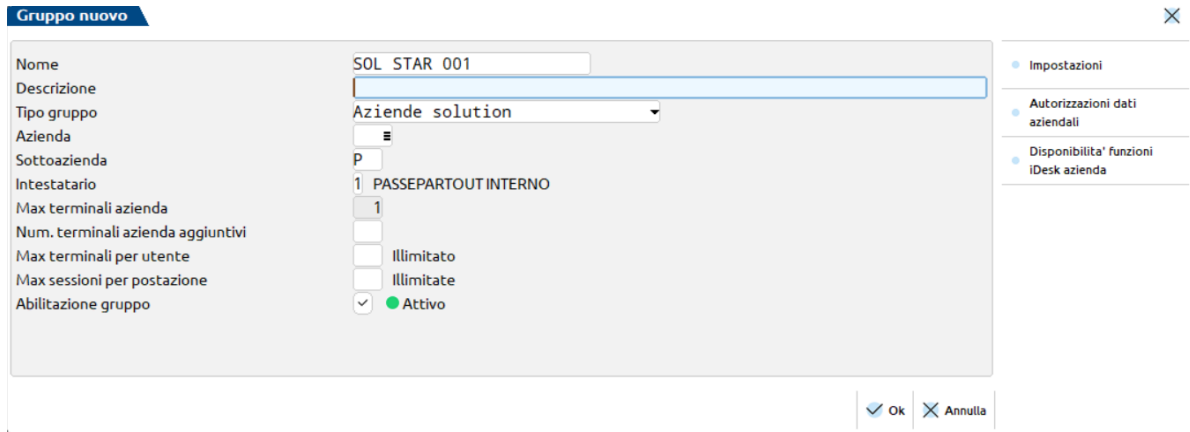 Gruppo nuovo
Nome SOL STAR 001
Descrizione
Tipo gruppo Aziende solution
Azienda
Sottoazienda P
Intestatario 1 PASSEPARTOUT INTERNO
Max terminali azienda 1
Num. terminali azienda aggiuntivi
Max terminali per utente Illimitato
Max sessioni per postazione Illimitate
Abilitazione gruppo Attivo
Impostazioni
Autorizzazioni dati
aziendali
Disponibilita' funzioni
iDesk azienda
Ok Annulla